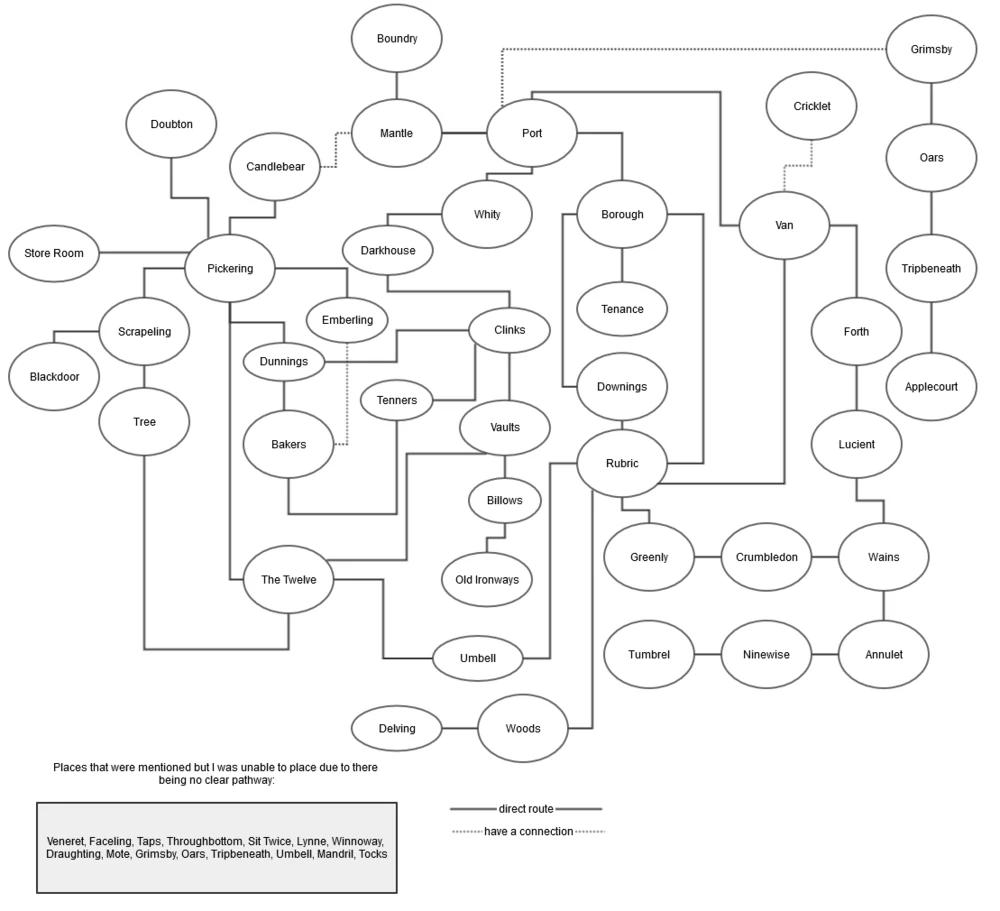 Boundry
Grimsby
Cricklet
Doubton
Mantle
Port
Candlebear
Oars
Whity
Borough
Van
Darkhouse
Store Room
Pickering
Tripbeneath
Tenance
Emberling
Scrapeling
Clinks
Forth
Dunnings
Blackdoor
Downings
Applecourt
Tenners
Tree
Vaults
Bakers
Lucient
Rubric
Billows
Greenly
Crumbledon
Wains
The Twelve
Old Ironways
Umbell
Tumbrel
Ninewise
Annulet
Delving
Woods
Places that were mentioned but I was unable to place due to there
being no clear pathway:
Veneret, Faceling, Taps, Throughbottom, Sit Twice, Lynne, Winnoway,
Draughting, Mote, Grimsby, Oars, Tripbeneath, Umbell, Mandril, Tocks
direct route
have a connection